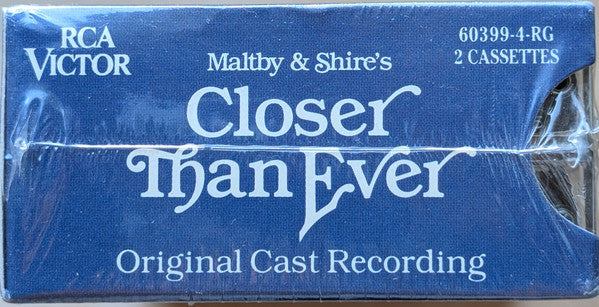 RCA
VICTOR
60399-4-RG
2 CASSETTES
Maltby & Shire's
Closer
Than Ever
Original Cast Recording